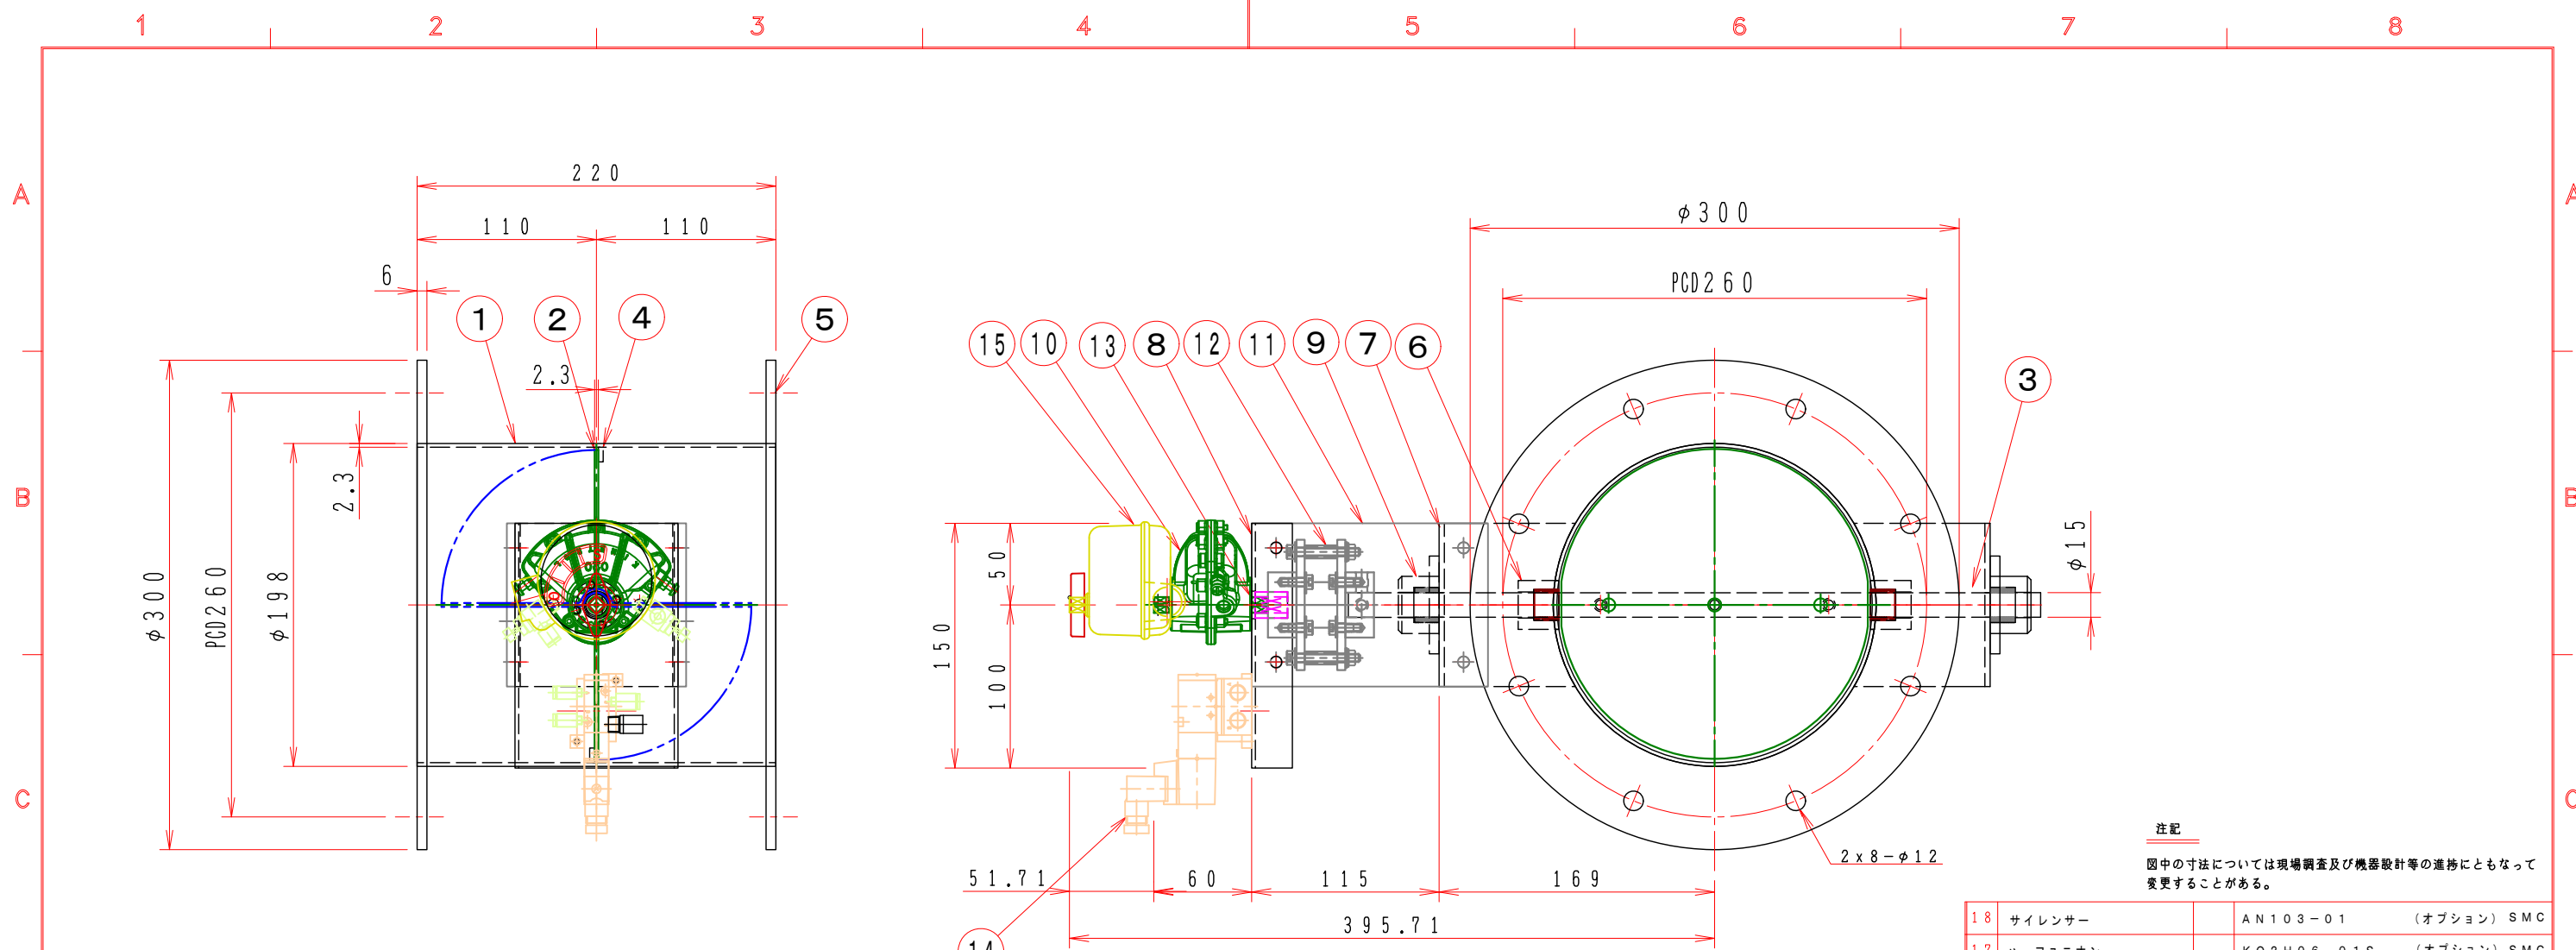 1 2 3 4 5 6 7 8
A A
B B
C C
220
110 110
6
1 2 4 5
2.3
2.3
φ300
PCD260
φ198
φ300
PCD260
15 10 13 8 12 11 9 7 6 3
φ15
50
150
100
2x8-φ12
51.71 60 115 169
395.71
14
注記
図中の寸法については現場調査及び機器設計等の進捗にともなって
変更することがある。
18 サイレンサー AN103-01 (オプション) SMC
17